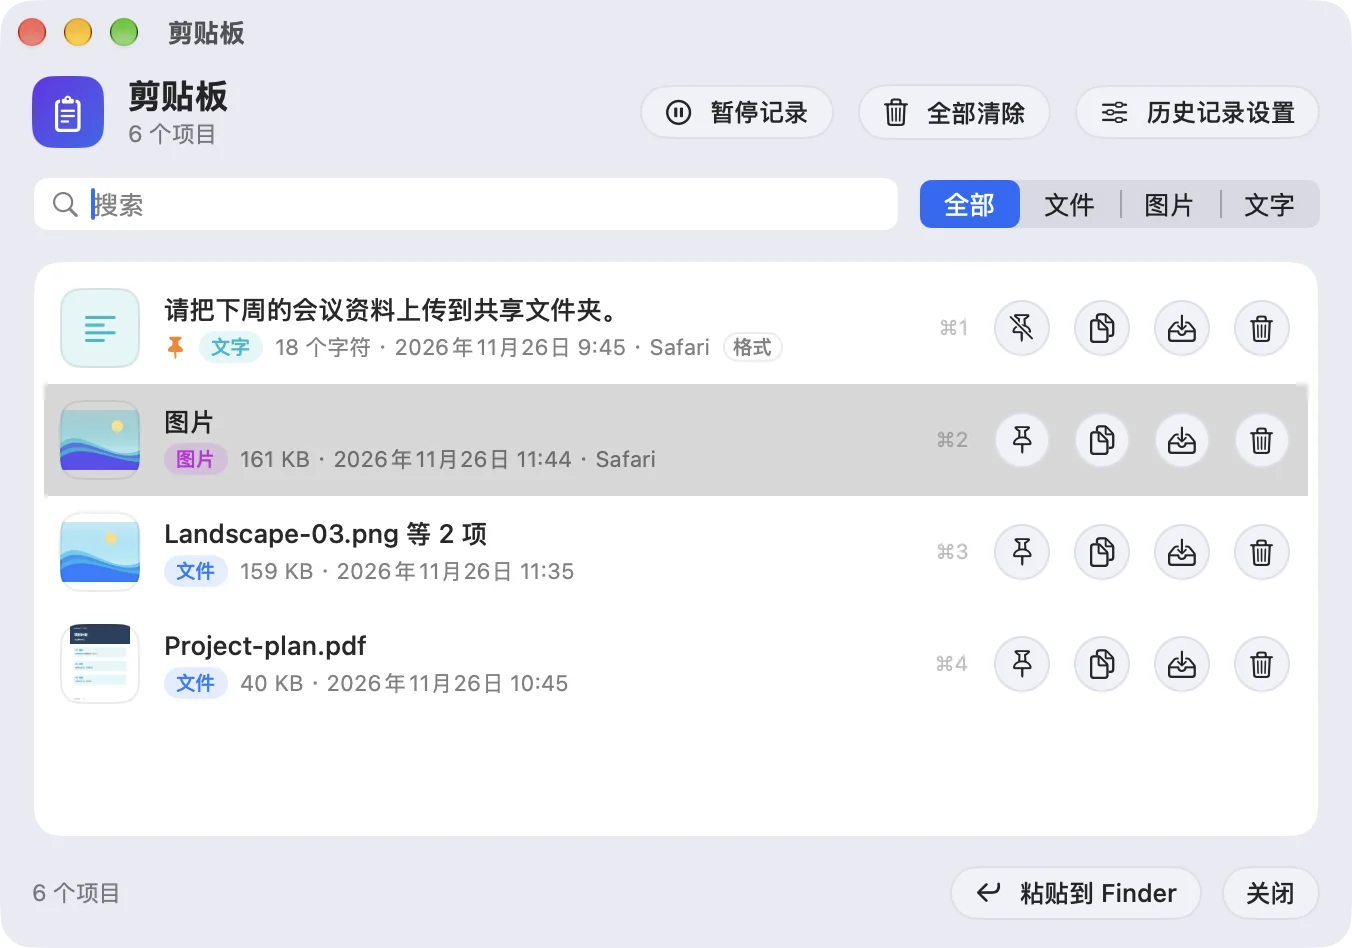 剪贴板
剪贴板
6 个项目
暂停记录
全部清除
历史记录设置
搜索
全部
文件
图片
文字
请把下周的会议资料上传到共享文件夹。
文字 18 个字符 · 2026年11月26日 9:45 · Safari 格式
⌘1
图片
图片 161 KB · 2026年11月26日 11:44 · Safari
⌘2
Landscape-03.png 等 2 项
文件 159 KB · 2026年11月26日 11:35
⌘3
Project-plan.pdf
文件 40 KB · 2026年11月26日 10:45
⌘4
6 个项目
粘贴到 Finder
关闭